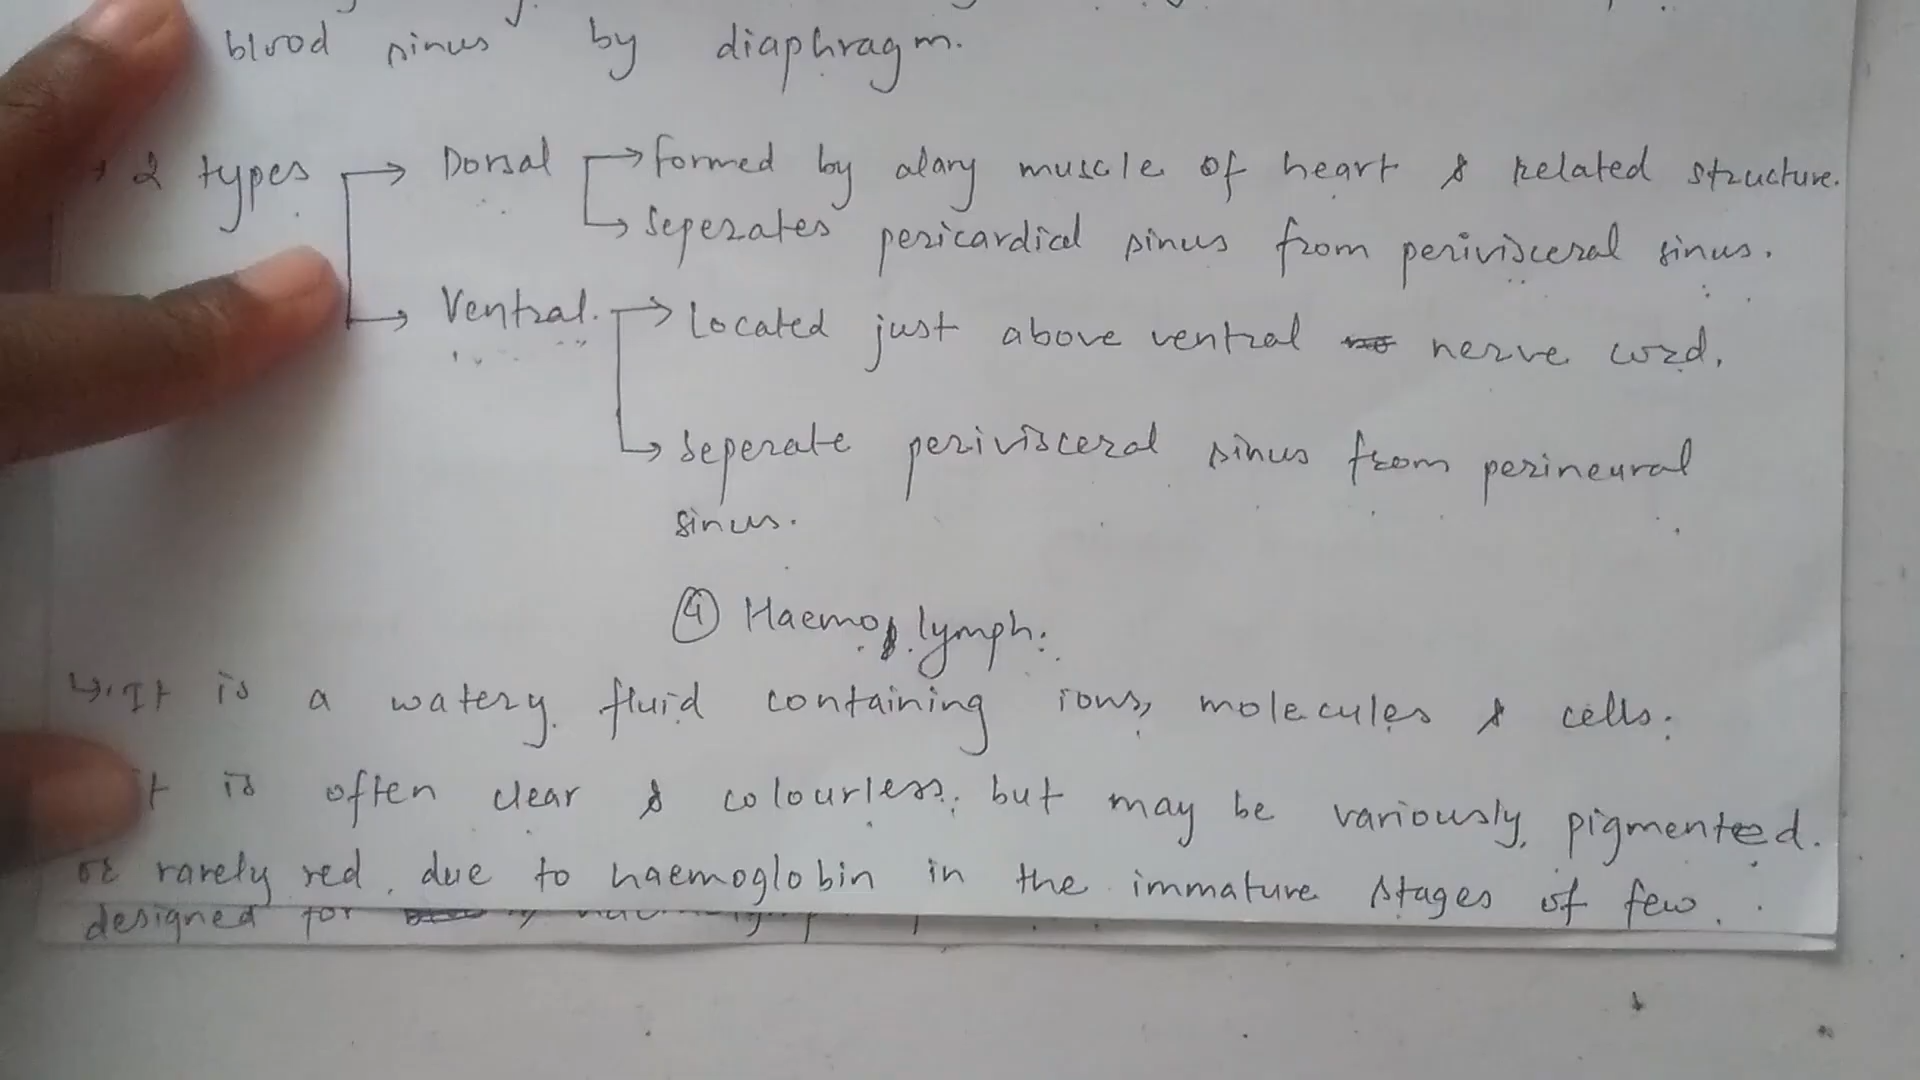 blood sinus by diaphragm.
2 types → Dorsal → formed by alary muscle of heart & related structure.
→ Seperates pericardial sinus from perivisceral sinus.
→ Ventral. → Located just above ventral nerve cord.
→ Seperate perivisceral sinus from perineural
sinus.
④ Haemolymph.
↳ It is a watery fluid containing ions, molecules & cells.
It is often clear & colourless, but may be variously pigmented.
or rarely red, due to haemoglobin in the immature stages of few.
designed for